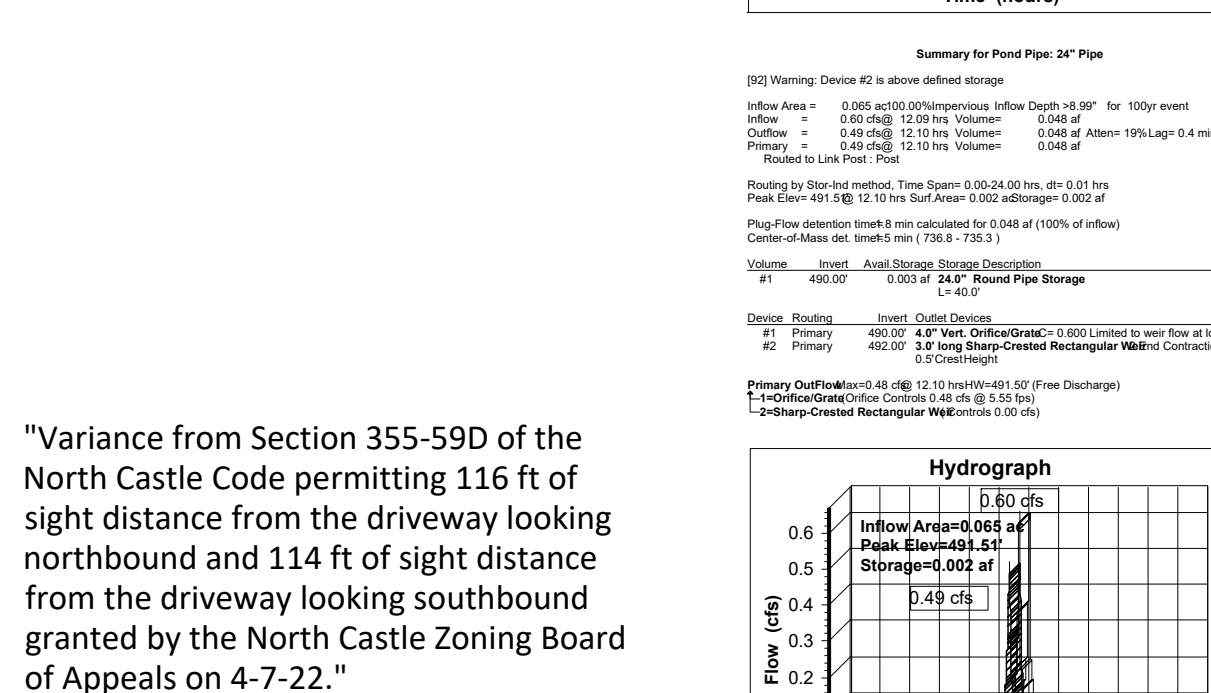 "Variance from Section 355-59D of the
North Castle Code permitting 116 ft of
sight distance from the driveway looking
northbound and 114 ft of sight distance
from the driveway looking southbound
granted by the North Castle Zoning Board
of Appeals on 4-7-22."
Summary for Pond Pipe: 24" Pipe
[92] Warning: Device #2 is above defined storage
Inflow Area = 0.065 ac,100.00%Impervious, Inflow Depth >8.99" for 100yr event
Inflow = 0.60 cfs@ 12.09 hrs, Volume= 0.048 af
Outflow = 0.49 cfs@ 12.10 hrs, Volume= 0.048 af, Atten= 19%, Lag= 0.4
Primary = 0.49 cfs@ 12.10 hrs, Volume= 0.048 af
Routed to Link Post : Post
Routing by Stor-Ind method, Time Span= 0.00-24.00 hrs, dt= 0.01 hrs
Peak Elev= 491.51'@ 12.10 hrs Surf.Area= 0.002 ac Storage= 0.002 af
Plug-Flow detention time= 1.8 min calculated for 0.048 af (100% of inflow)
Center-of-Mass det. time= 1.5 min ( 736.8 - 735.3 )
Volume Invert Avail.Storage Storage Description
#1 490.00' 0.003 af 24.0" Round Pipe Storage
L= 40.0'
Device Routing Invert Outlet Devices
#1 Primary 490.00' 4.0" Vert. Orifice/Grate C= 0.600 Limited to weir flow at
#2 Primary 492.00' 3.0' long Sharp-Crested Rectangular Weir 2 End
0.5'CrestHeight
Primary OutFlow Max=0.48 cfs@ 12.10 hrsHW=491.50' (Free Discharge)
1=Orifice/Grate(Orifice Controls 0.48 cfs @ 5.55 fps)
2=Sharp-Crested Rectangular Weir( Controls 0.00 cfs)
Hydrograph
0.60 cfs
Inflow Area=0.065 ac
Peak Elev=491.51'
Storage=0.002 af
0.49 cfs
0.6
0.5
0.4
0.3
0.2
Flow (cfs)